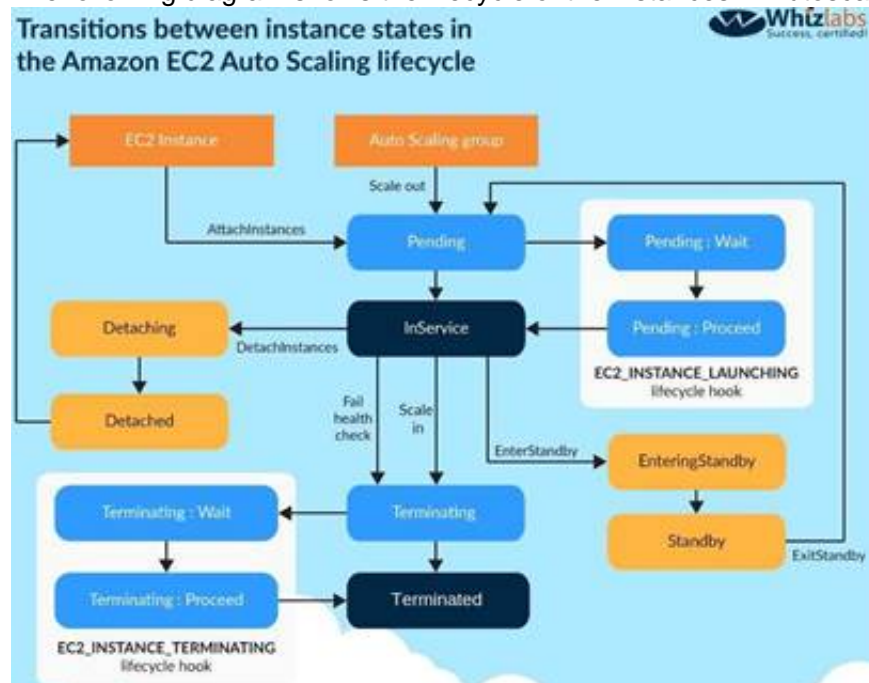 Transitions between instance states in
the Amazon EC2 Auto Scaling lifecycle
Whizlabs
Success, certified!
EC2 Instance
Auto Scaling group
Scale out
AttachInstances
Pending
Pending : Wait
Detaching
InService
Pending : Proceed
DetachInstances
EC2_INSTANCE_LAUNCHING
lifecycle hook
Detached
Fail
health
check
Scale
in
EnterStandby
EnteringStandby
Terminating : Wait
Terminating
Standby
ExitStandby
Terminating : Proceed
Terminated
EC2_INSTANCE_TERMINATING
lifecycle hook